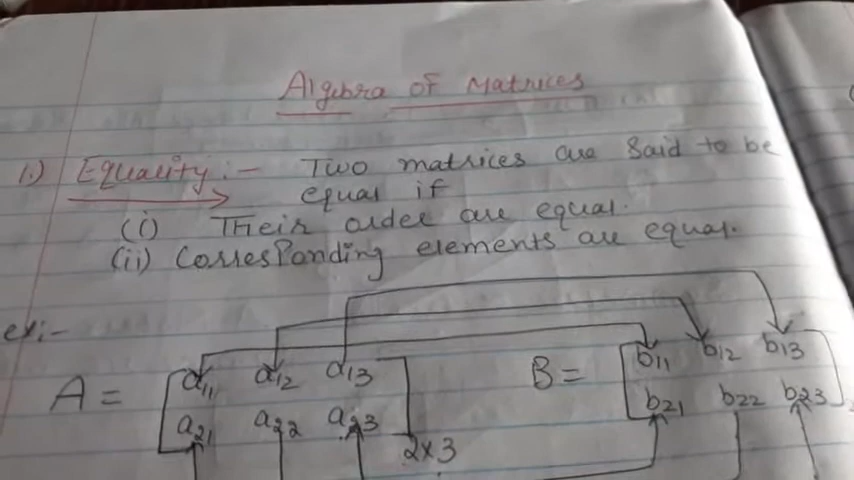 Algebra of Matrices
1.) Equality :- Two matrices are said to be
equal if
(i) Their order are equal.
(ii) Corresponding elements are equal.
ex:-
A = [a11 a12 a13 B = [b11 b12 b13
a21 a22 a23] 2x3 b21 b22 b23]